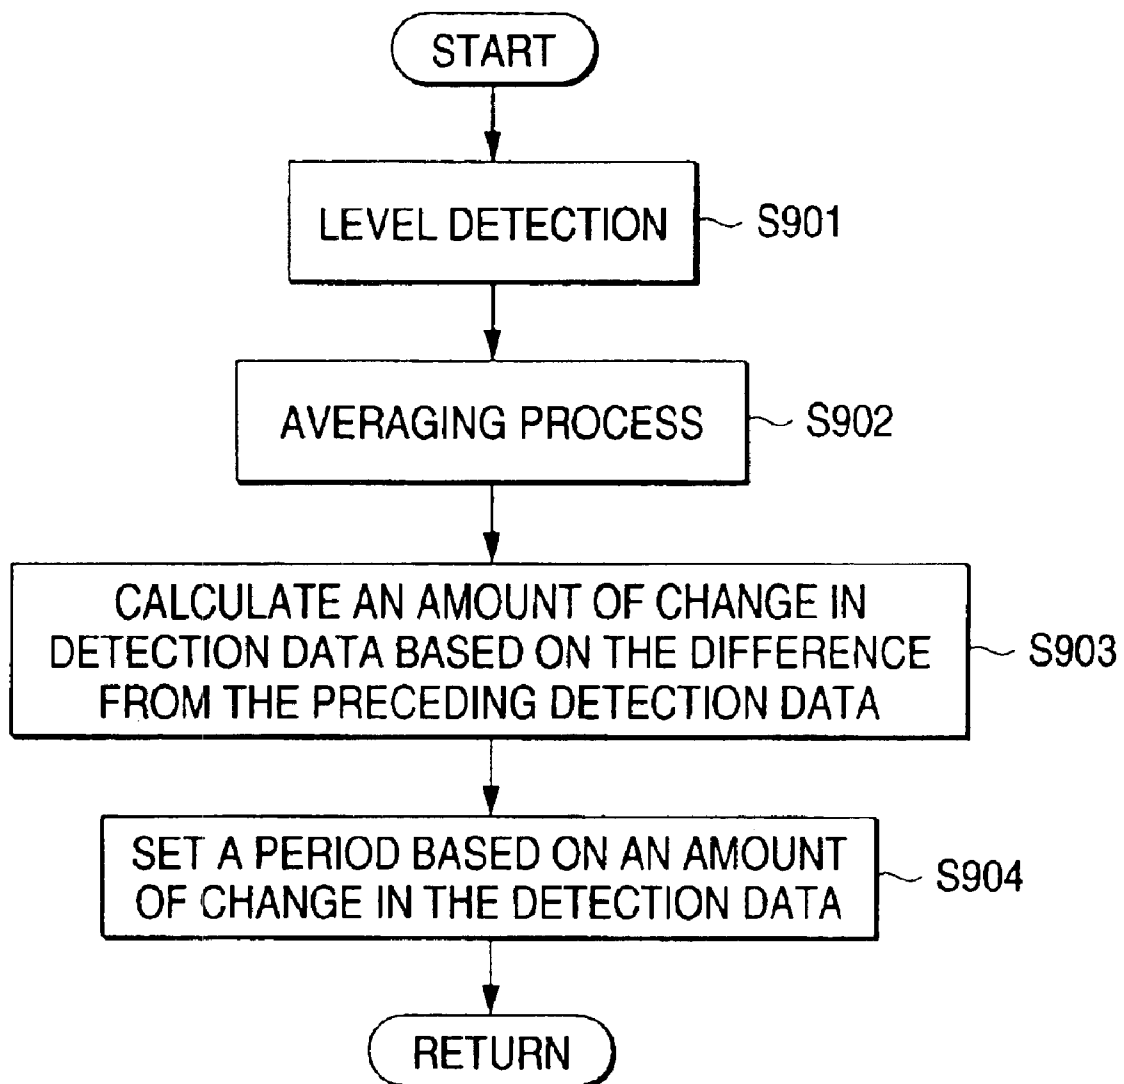 START
LEVEL DETECTION
S901
AVERAGING PROCESS
S902
CALCULATE AN AMOUNT OF CHANGE IN
DETECTION DATA BASED ON THE DIFFERENCE
FROM THE PRECEDING DETECTION DATA
S903
SET A PERIOD BASED ON AN AMOUNT
OF CHANGE IN THE DETECTION DATA
S904
RETURN